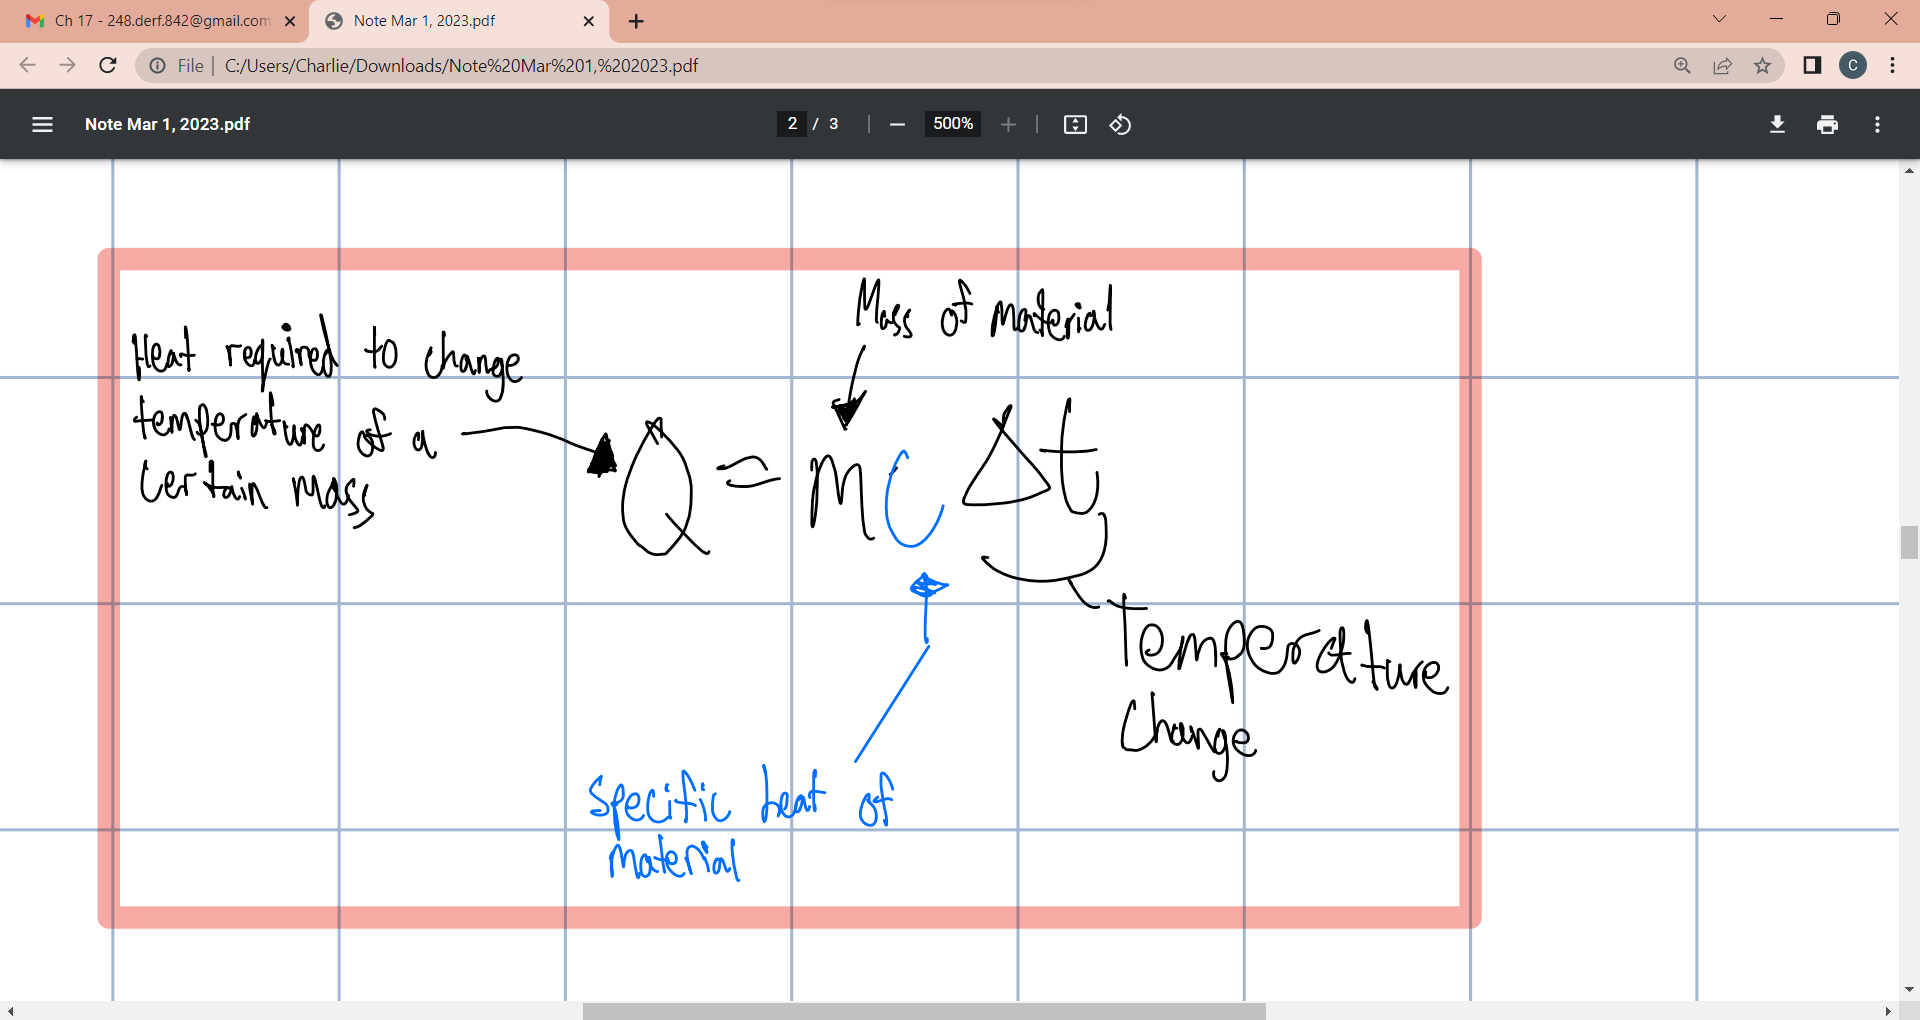 Ch 17 - 248.derf.842@gmail.com
Note Mar 1, 2023.pdf
File
C:/Users/Charlie/Downloads/Note%20Mar%201,%202023.pdf
C
Note Mar 1, 2023.pdf
2 / 3
500%
Mass of material
Heat required to change
temperature of a
certain mass
Q = mc Δt
Temperature
Change
Specific heat of
material